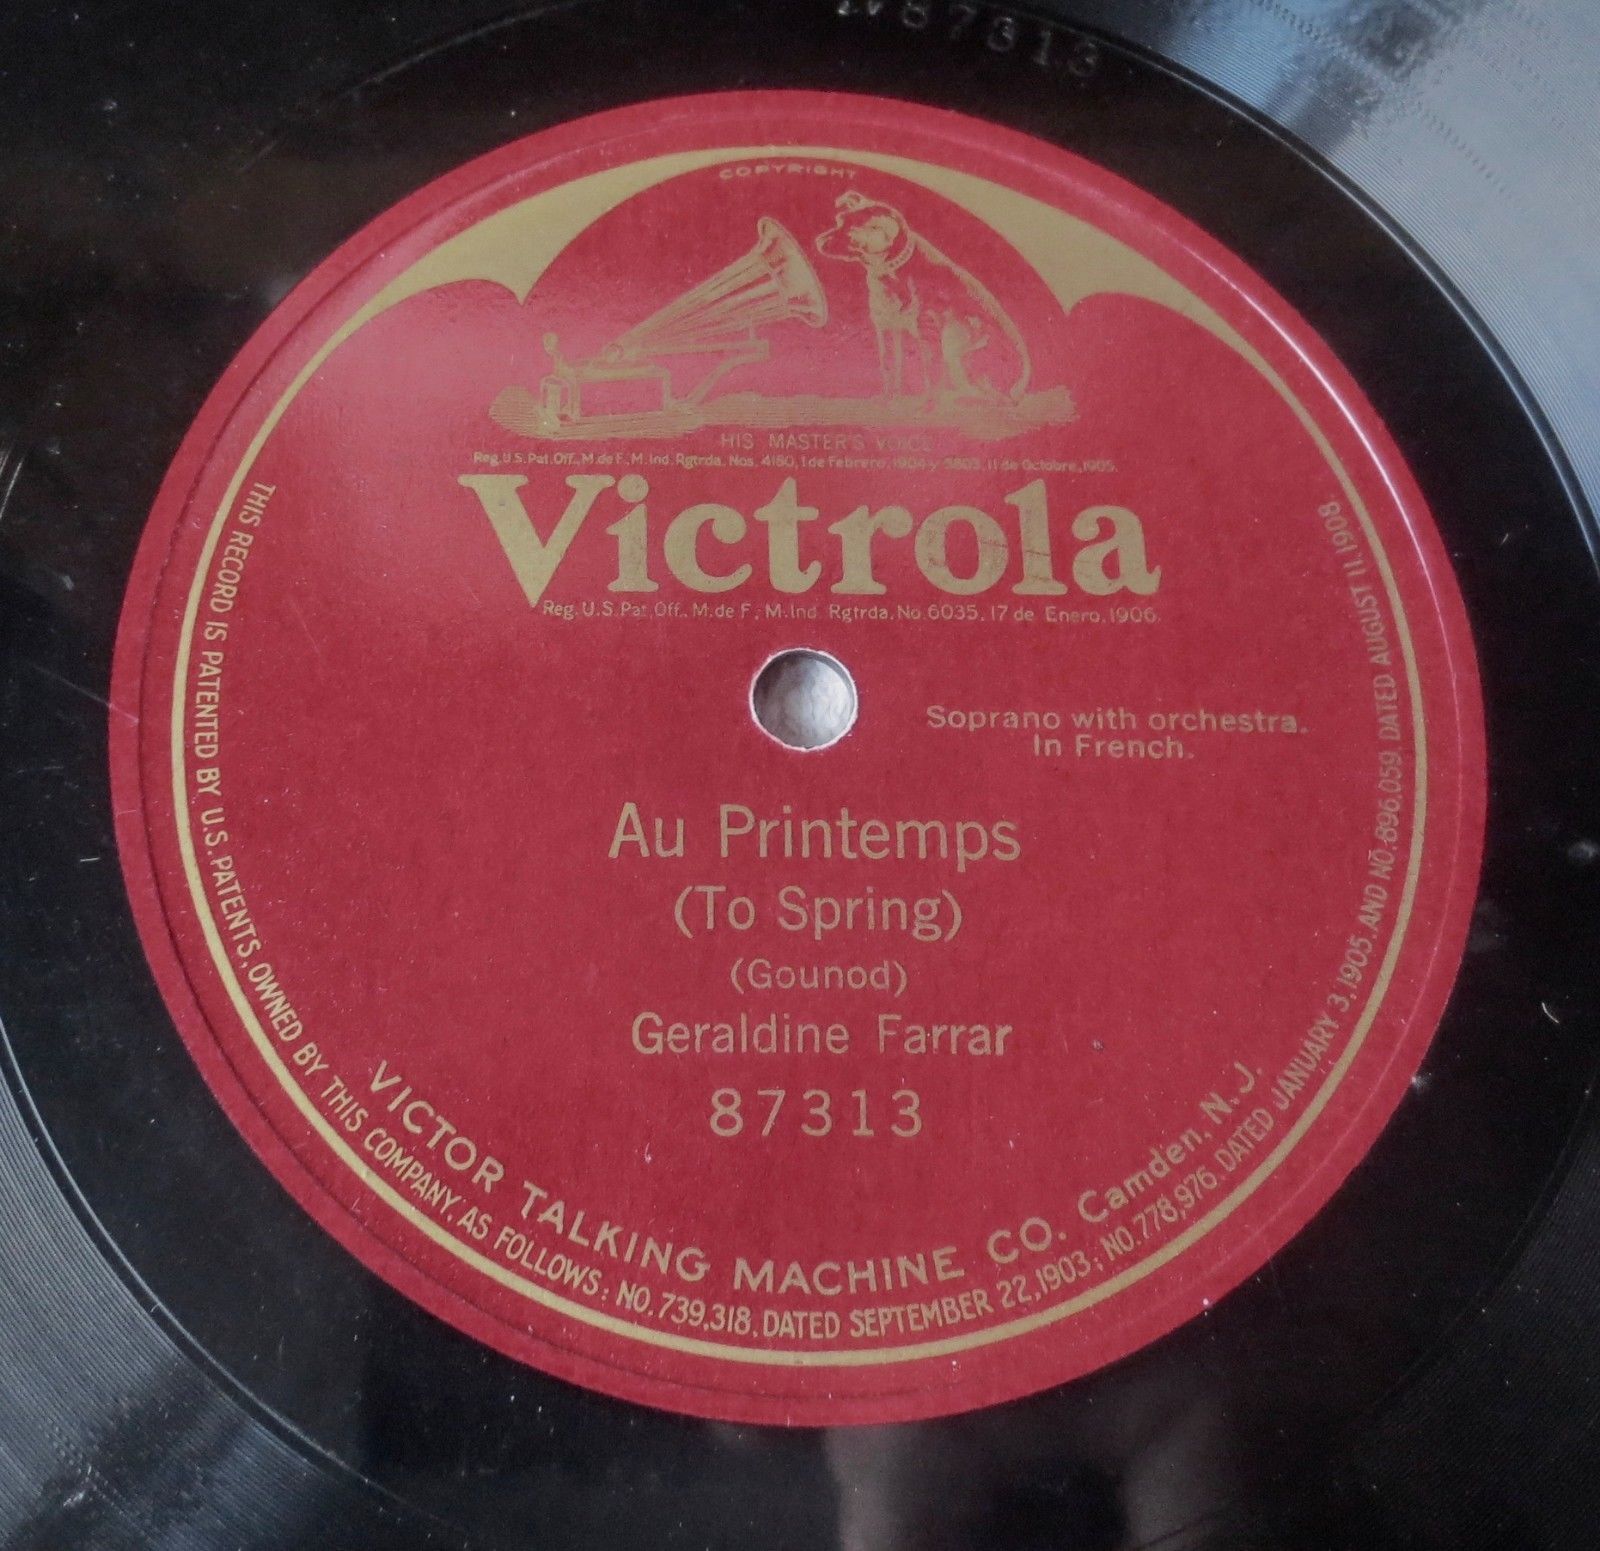 87313
COPYRIGHT
HIS MASTER'S VOICE
Reg. U.S. Pat. Off., M. de F., M. Ind. Rgtrda. Nos. 4180, 1 de Febrero, 1904 y 5805, 11 de Octobre, 1905.
Victrola
Reg. U.S. Pat. Off. M. de F. M. Ind. Rgtrda. No. 6035, 17 de Enero, 1906.
Soprano with orchestra.
In French.
Au Printemps
(To Spring)
(Gounod)
Geraldine Farrar
87313
VICTOR TALKING MACHINE CO. Camden, N.J.
THIS RECORD IS PATENTED BY U.S. PATENTS, OWNED BY THIS COMPANY, AS FOLLOWS: NO. 739,318, DATED SEPTEMBER 22, 1903; NO. 778,976, DATED JANUARY 3, 1905, AND NO. 896,059, DATED AUGUST 11, 1908